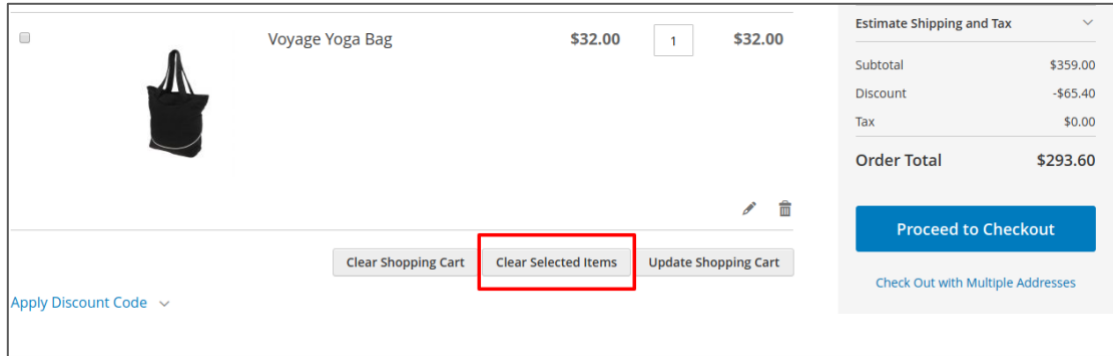 Voyage Yoga Bag $32.00 1 $32.00
Clear Shopping Cart Clear Selected Items Update Shopping Cart
Apply Discount Code
Estimate Shipping and Tax
Subtotal $359.00
Discount -$65.40
Tax $0.00
Order Total $293.60
Proceed to Checkout
Check Out with Multiple Addresses